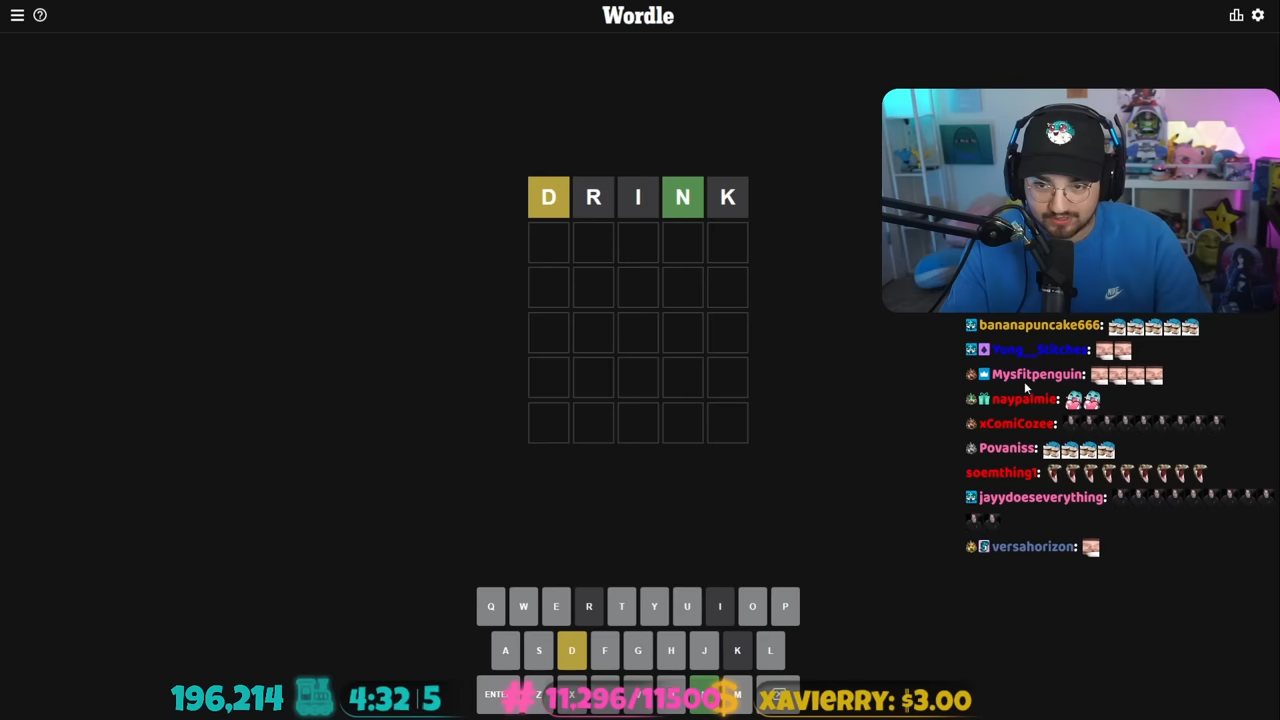 Wordle
D R I N K
bananapuncake666:
Yung__Stitches:
Mysfitpenguin:
naypalmie:
xComiCozee:
Povaniss:
soemthing1:
jayydoeseverything:
versahorizon:
Q W E R T Y U I O P
A S D F G H J K L
Z M
196,214 4:32|5 # 11,296/11500 $ XAVIERRY: $3.00